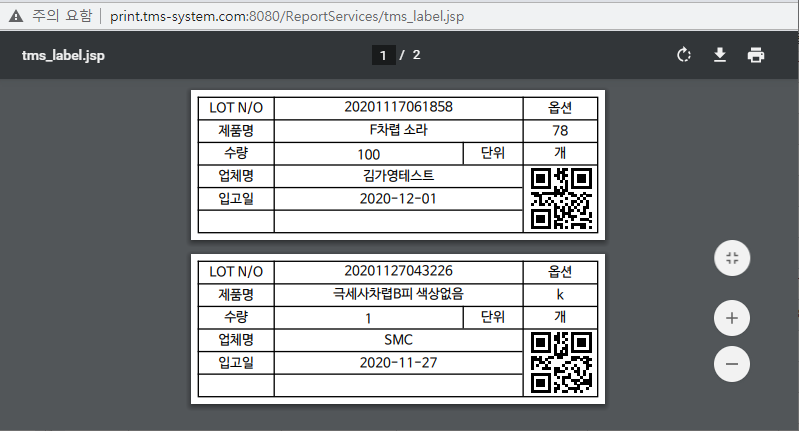 주의 요함 | print.tms-system.com:8080/ReportServices/tms_label.jsp
tms_label.jsp 1 / 2
LOT N/O 20201117061858 옵션
제품명 F차렵 소라 78
수량 100 단위 개
업체명 김가영테스트
입고일 2020-12-01
LOT N/O 20201127043226 옵션
제품명 극세사차렵B피 색상없음 k
수량 1 단위 개
업체명 SMC
입고일 2020-11-27